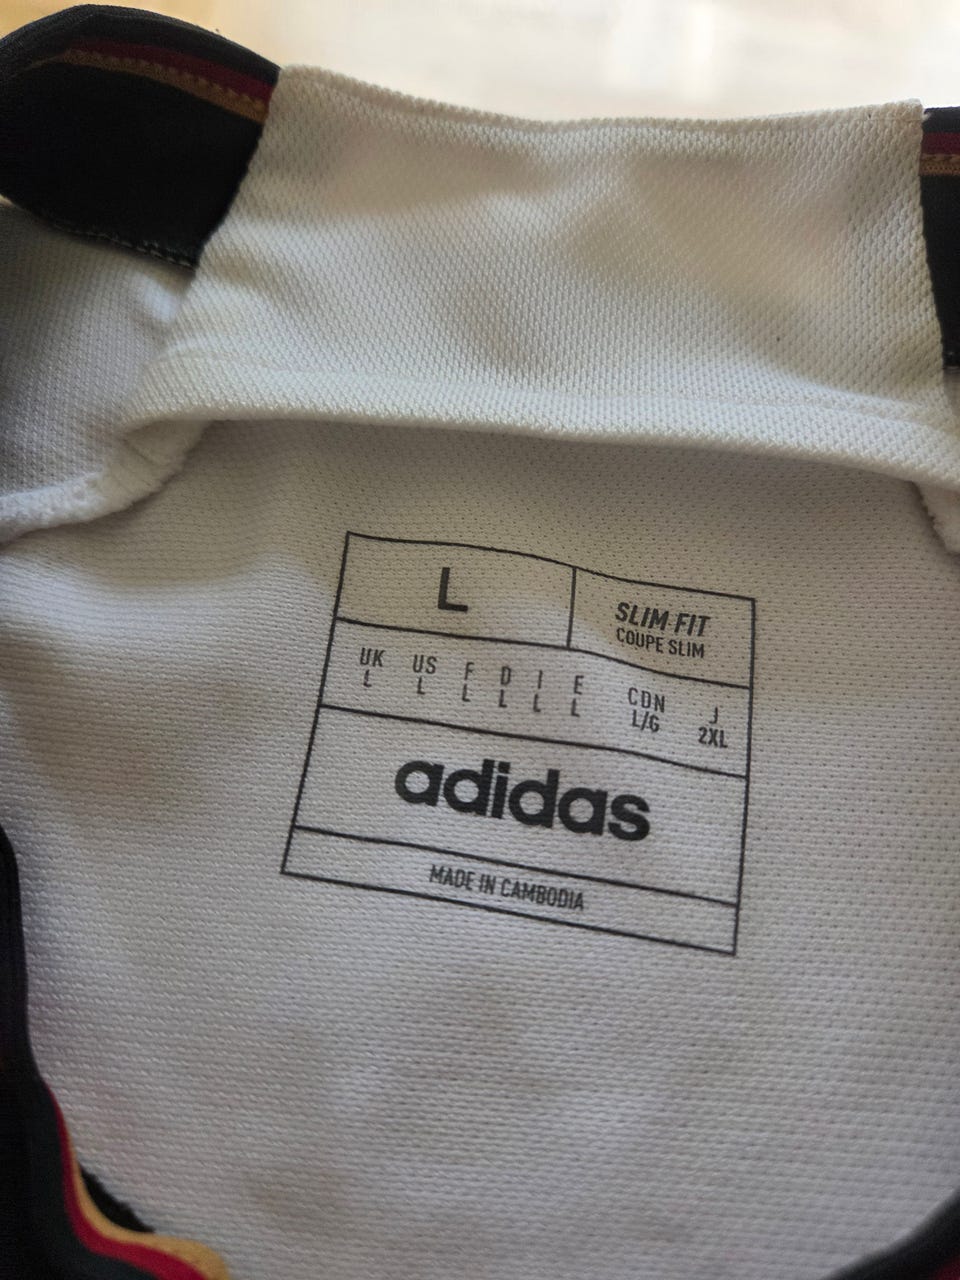 L
SLIM FIT
COUPE SLIM
UK US F D I E CDN J
L L L L L L L/G 2XL
adidas
MADE IN CAMBODIA